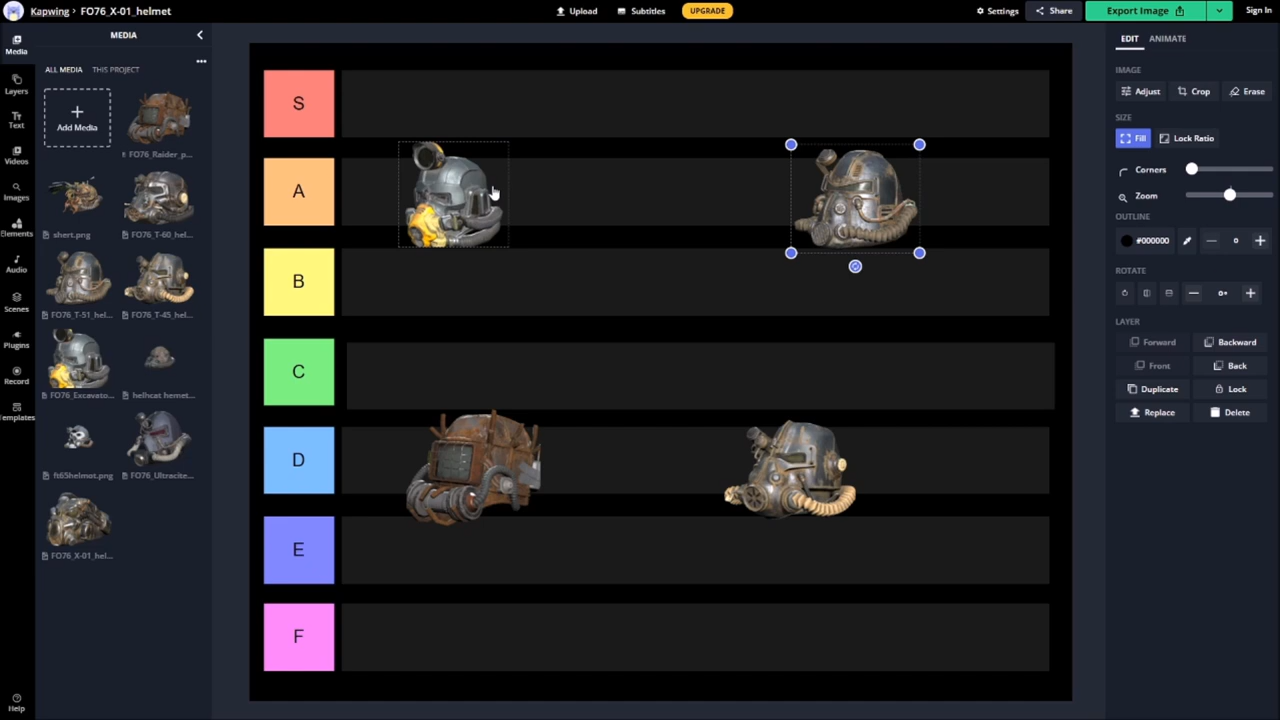 Kapwing › FO76_X-01_helmet
Upload
Subtitles
UPGRADE
Settings
Share
Export Image
Sign In
Media
Layers
Text
Videos
Images
Elements
Audio
Scenes
Plugins
Record
Templates
Help
MEDIA
ALL MEDIA THIS PROJECT
Add Media
FO76_Raider_p...
shert.png
FO76_T-60_hel...
FO76_T-51_hel...
FO76_T-45_hel...
FO76_Excavato...
helhcat hemet...
ft65helmot.png
FO76_Ultracite...
FO76_X-01_hel...
S
A
B
C
D
E
F
EDIT ANIMATE
IMAGE
Adjust Crop Erase
SIZE
Fill Lock Ratio
Corners
Zoom
OUTLINE
#000000 — 0 +
ROTATE
— 0° +
LAYER
Forward Backward
Front Back
Duplicate Lock
Replace Delete